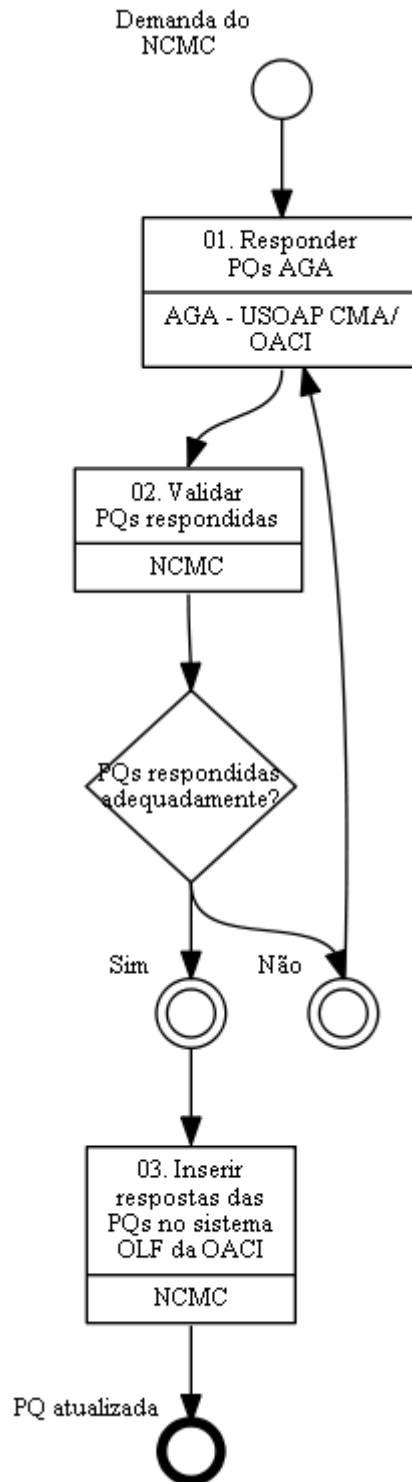 Demanda do
NCMC
01. Responder
PQs AGA
AGA - USOAP CMA/
OACI
02. Validar
PQs respondidas
NCMC
PQs respondidas
adequadamente?
Sim
Não
03. Inserir
respostas das
PQs no sistema
OLF da OACI
NCMC
PQ atualizada